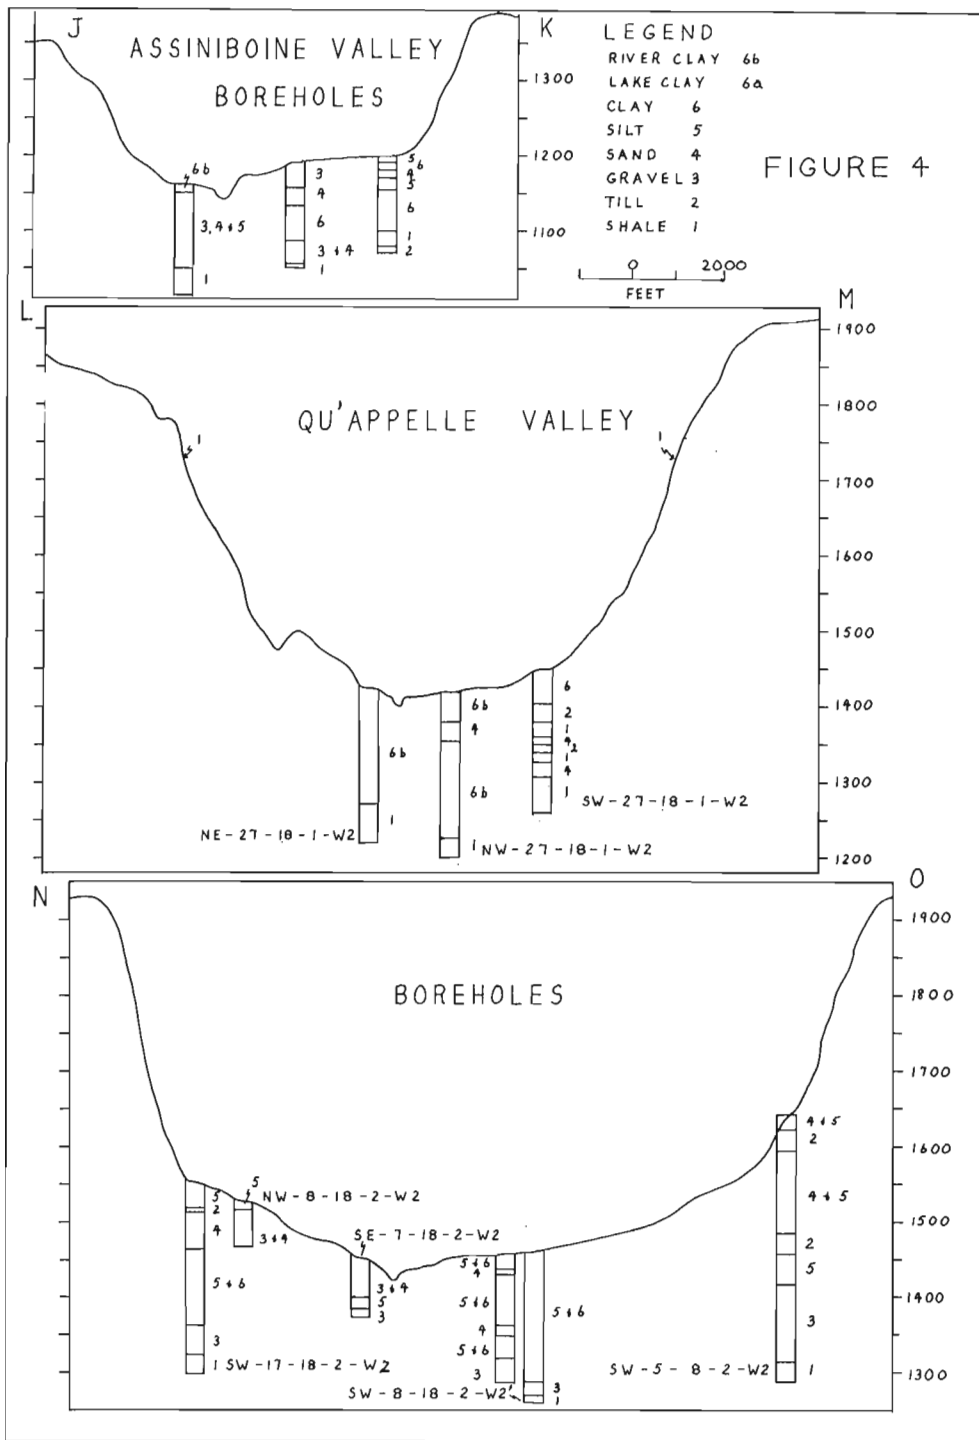 J
K
ASSINIBOINE VALLEY
BOREHOLES
6b
3,4+5
1
3
4
6
3+4
1
5
6
4
5
6
1
2
1300
1200
1100
LEGEND
RIVER CLAY 6b
LAKE CLAY 6a
CLAY 6
SILT 5
SAND 4
GRAVEL 3
TILL 2
SHALE 1
0 2000
FEET
FIGURE 4
L
M
QU'APPELLE VALLEY
1
1
6b
1
NE-27-18-1-W2
6b
4
6b
1
NW-27-18-1-W2
6
2
1
4
2
1
4
1
SW-27-18-1-W2
1900
1800
1700
1600
1500
1400
1300
1200
N
O
BOREHOLES
5
2
4
5+6
3
1
SW-17-18-2-W2
5
NW-8-18-2-W2
3+4
SE-7-18-2-W2
3+4
5
3
5+6
4
5+6
4
5+6
3
SW-8-18-2-W2
5+6
3
1
4+5
2
4+5
2
5
3
1
SW-5-8-2-W2
1900
1800
1700
1600
1500
1400
1300